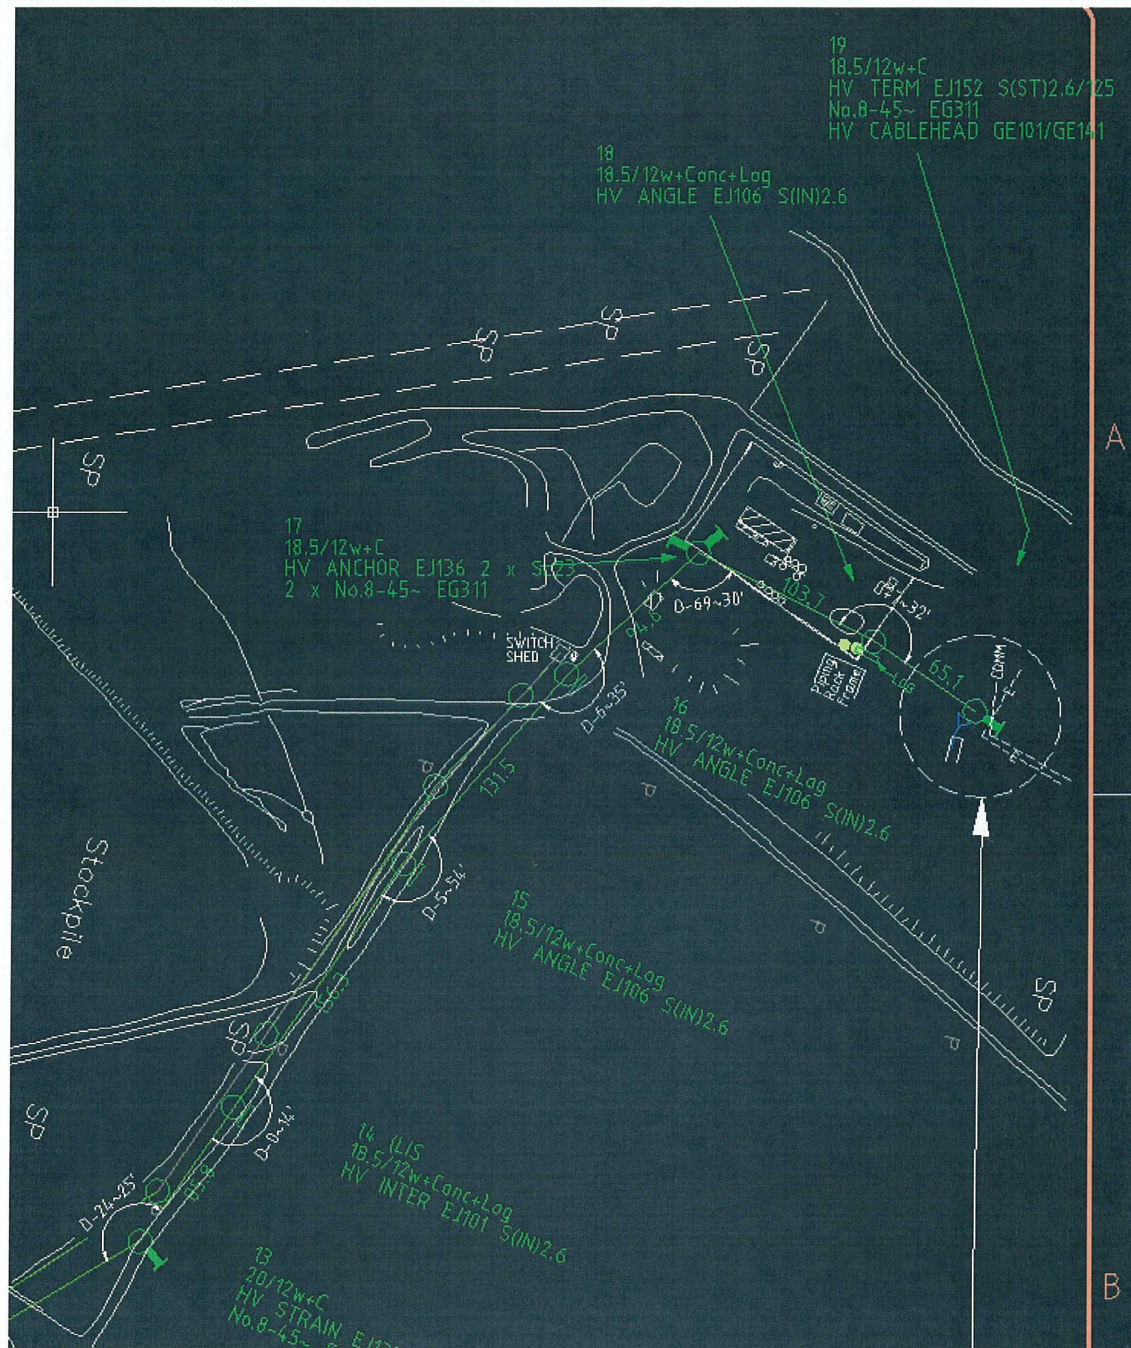 19
18.5/12w+C
HV TERM EJ152 S(ST)2.6/125
No.8-45~ EG311
HV CABLEHEAD GE101/GE141
18
18.5/12w+Conc+Log
HV ANGLE EJ106 S(IN)2.6
SP
SP
SP
SP
A
17
18.5/12w+C
HV ANCHOR EJ136 2 x
2 x No.8-45~ EG311
D-69~30'
103.7
SWITCH
SHED
Piping
Rack
Frame
LOG
65.1
COMM
E
E
D-6~35'
16
18.5/12w+Conc+Log
HV ANGLE EJ106 S(IN)2.6
131.5
P
P
D-5~54'
Stockpile
15
18.5/12w+Conc+Log
HV ANGLE EJ106 S(IN)2.6
P
SP
P
SP
P
SP
D-0~14'
14 (LIS
18.5/12w+Conc+Log
HV INTER EJ101 S(IN)2.6
D-24~25'
13
20/12w+C
HV STRAIN
No.8-45~
B